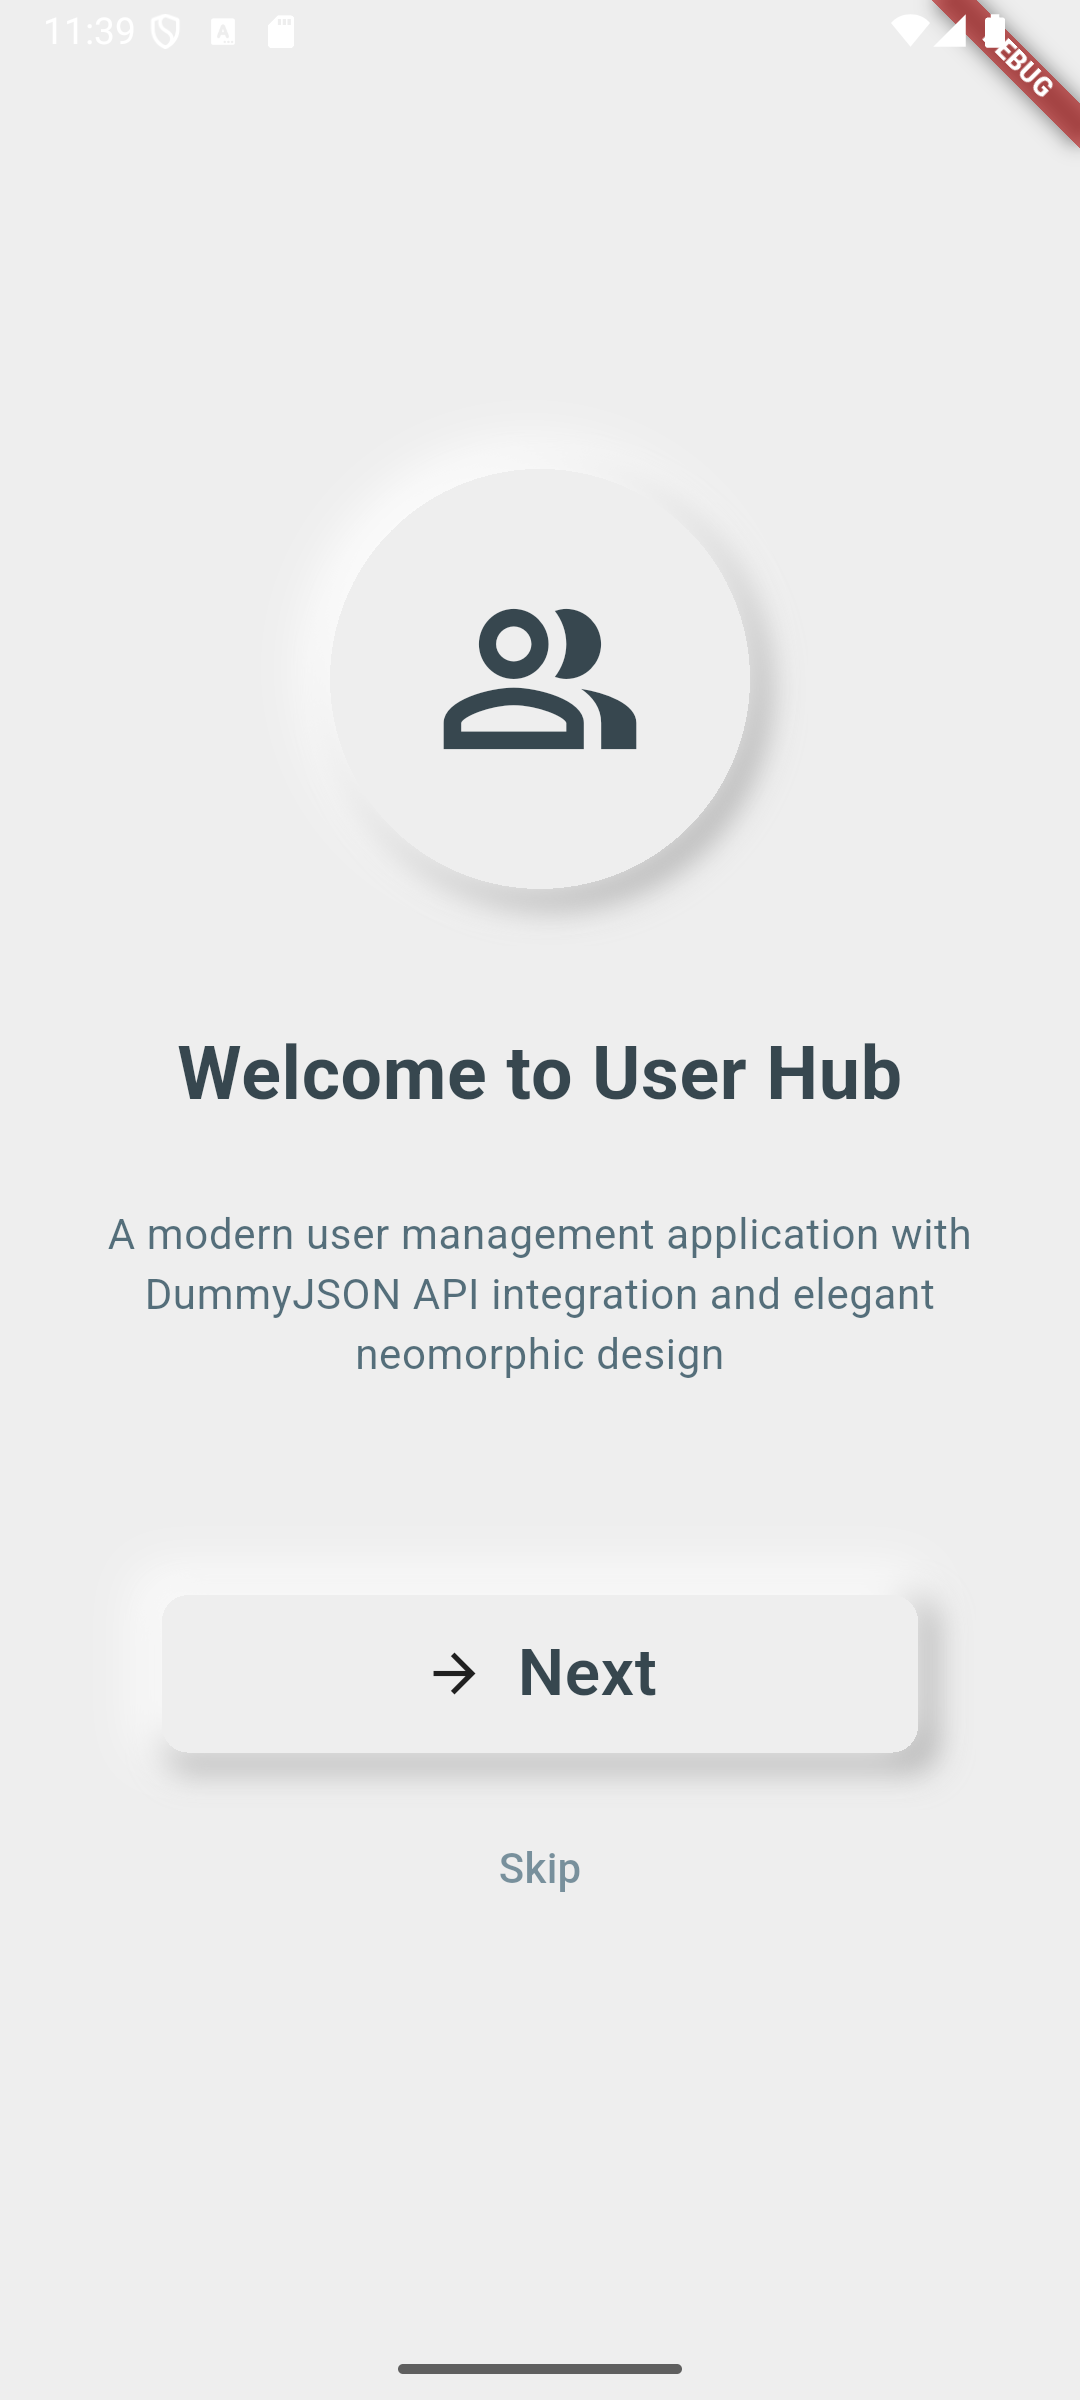 11:39
EBUG
Welcome to User Hub
A modern user management application with
DummyJSON API integration and elegant
neomorphic design
Next
Skip